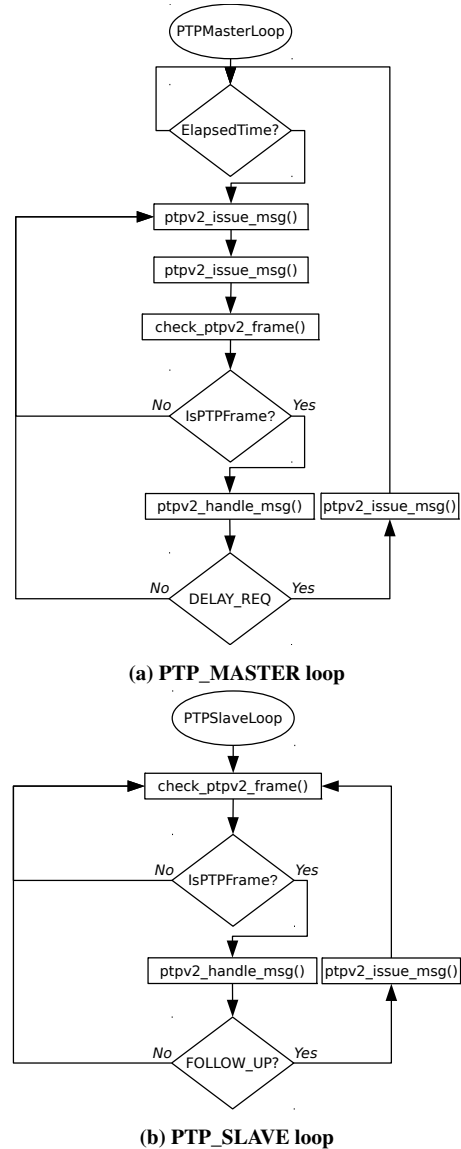 PTPMasterLoop
ElapsedTime?
ptpv2_issue_msg()
ptpv2_issue_msg()
check_ptpv2_frame()
No
IsPTPFrame?
Yes
ptpv2_handle_msg()
ptpv2_issue_msg()
No
DELAY_REQ
Yes
(a) PTP_MASTER loop
PTPSlaveLoop
check_ptpv2_frame()
No
IsPTPFrame?
Yes
ptpv2_handle_msg()
ptpv2_issue_msg()
No
FOLLOW_UP?
Yes
(b) PTP_SLAVE loop